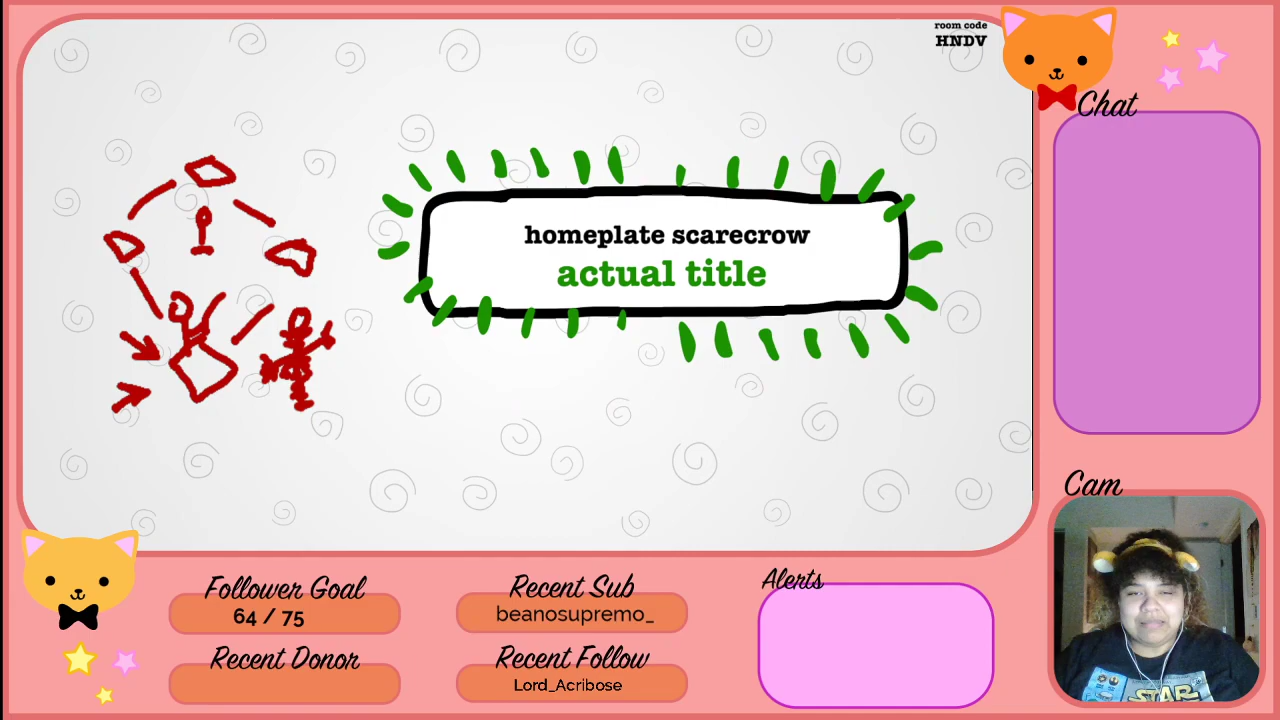 room code
HNDV
Chat
homeplate scarecrow
actual title
Cam
Follower Goal
64 / 75
Recent Sub
beanosupremo_
Alerts
Recent Donor
Recent Follow
Lord_Acribose
STAR